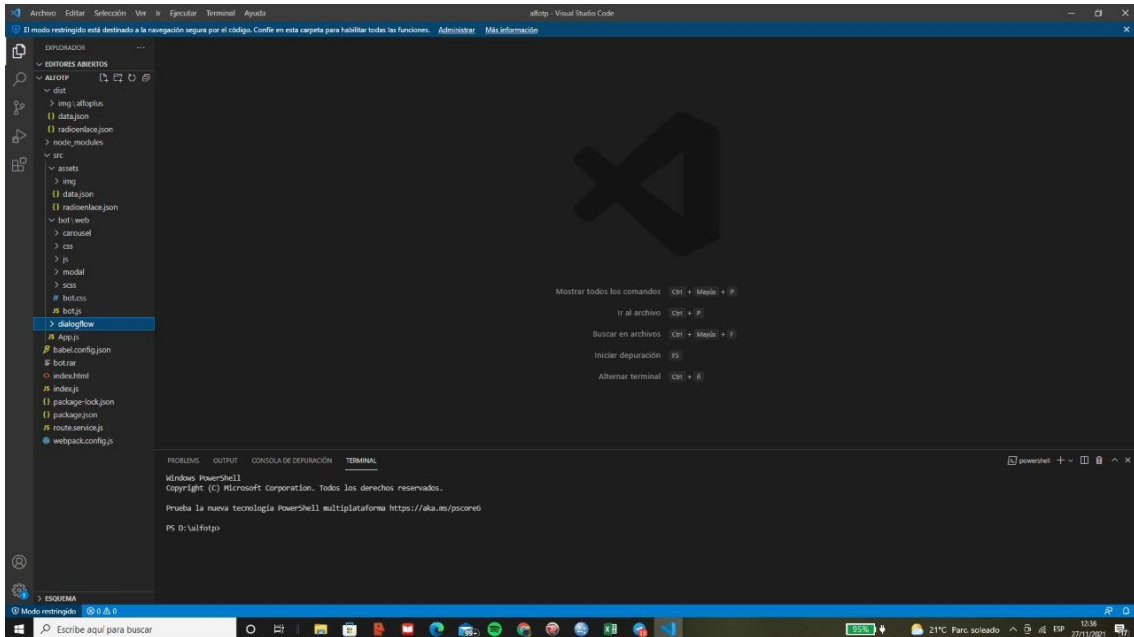 Archivo Editar Selección Ver Ir Ejecutar Terminal Ayuda
alfotp - Visual Studio Code
El modo restringido está destinado a la navegación segura por el código. Confíe en esta carpeta para habilitar todas las funciones. Administrar Más información
EXPLORADOR
EDITORES ABIERTOS
ALFOTP
dist
img\alfoplus
data.json
radioenlace.json
node_modules
src
assets
img
data.json
radioenlace.json
bot\web
carousel
css
js
modal
scss
bot.css
JS bot.js
dialogflow
JS App.js
babel.config.json
bot.rar
index.html
JS index.js
package-lock.json
package.json
JS route.service.js
webpack.config.js
ESQUEMA
Mostrar todos los comandos Ctrl + Mayús + P
Ir al archivo Ctrl + P
Buscar en archivos Ctrl + Mayús + F
Iniciar depuración F5
Alternar terminal Ctrl + Ñ
PROBLEMS OUTPUT CONSOLA DE DEPURACIÓN TERMINAL
powershell
Windows PowerShell
Copyright (C) Microsoft Corporation. Todos los derechos reservados.
Prueba la nueva tecnología PowerShell multiplataforma https://aka.ms/pscore6
PS D:\alfotp>
Modo restringido 0 0
Escribe aquí para buscar
99+
95%
21°C Parc. soleado
ESP
12:36
27/11/2021